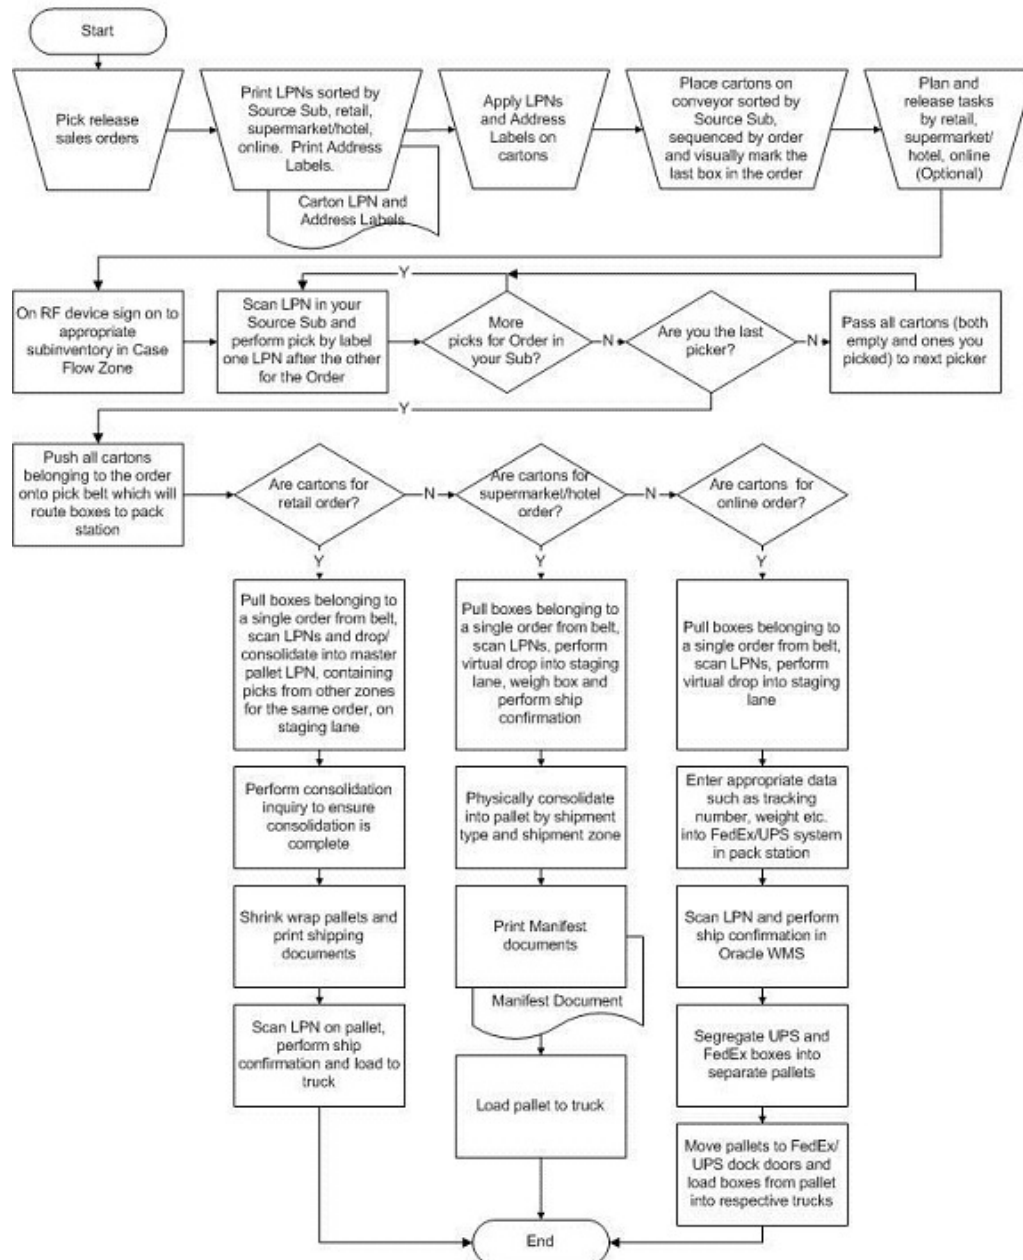 Start
Pick release
sales orders
Print LPNs sorted by
Source Sub, retail,
supermarket/hotel,
online.  Print Address
Labels.
Carton LPN and
Address Labels
Apply LPNs
and Address
Labels on
cartons
Place cartons on
conveyor sorted by
Source Sub,
sequenced by order
and visually mark the
last box in the order
Plan and
release tasks
by retail,
supermarket/
hotel, online
(Optional)
On RF device sign on to
appropriate
subinventory in Case
Flow Zone
Scan LPN in your
Source Sub and
perform pick by label
one LPN after the other
for the Order
Y
More
picks for Order in
your Sub?
N
Are you the last
picker?
N
Pass all cartons (both
empty and ones you
picked) to next picker
Y
Push all cartons
belonging to the order
onto pick belt which will
route boxes to pack
station
Are cartons for
retail order?
N
Are cartons for
supermarket/hotel
order?
N
Are cartons  for
online order?
Y
Y
Y
Pull boxes belonging to
a single order from belt,
scan LPNs and drop/
consolidate into master
pallet LPN, containing
picks from other zones
for the same order, on
staging lane
Pull boxes belonging to
a single order from belt,
scan LPNs, perform
virtual drop into staging
lane, weigh box and
perform ship
confirmation
Pull boxes belonging to
a single order from belt,
scan LPNs, perform
virtual drop into staging
lane
Perform consolidation
inquiry to ensure
consolidation is
complete
Physically consolidate
into pallet by shipment
type and shipment zone
Enter appropriate data
such as tracking
number, weight etc.
into FedEx/UPS system
in pack station
Shrink wrap pallets and
print shipping
documents
Print Manifest
documents
Manifest Document
Scan LPN and perform
ship confirmation in
Oracle WMS
Scan LPN on pallet,
perform ship
confirmation and load to
truck
Load pallet to truck
Segregate UPS and
FedEx boxes into
separate pallets
Move pallets to FedEx/
UPS dock doors and
load boxes from pallet
into respective trucks
End